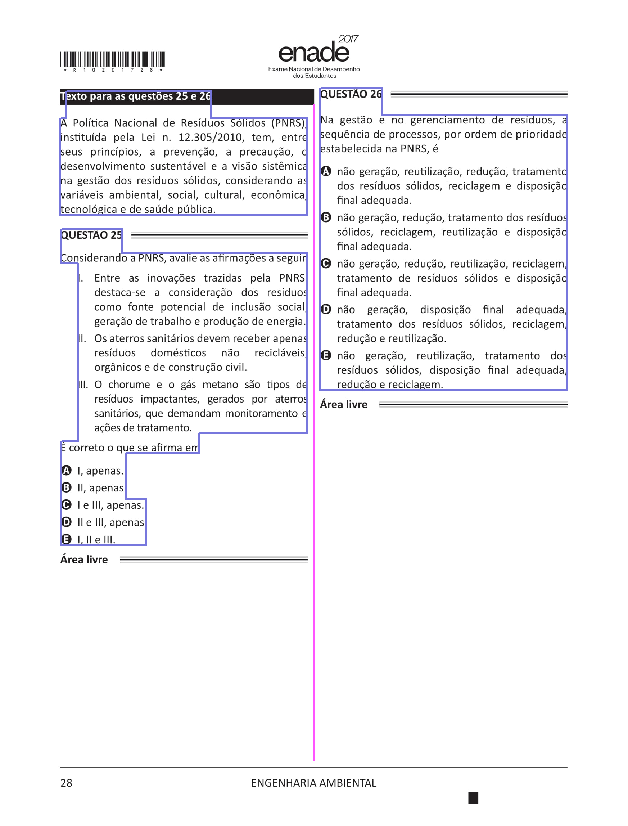 *R1020172 8*
2017
enade
Exame Nacional de Desempenho
dos Estudantes
Texto para as questões 25 e 26
A Política Nacional de Resíduos Sólidos (PNRS),
instituída pela Lei n. 12.305/2010, tem, entre
seus princípios, a prevenção, a precaução, o
desenvolvimento sustentável e a visão sistêmica
na gestão dos resíduos sólidos, considerando as
variáveis ambiental, social, cultural, econômica,
tecnológica e de saúde pública.
QUESTÃO 25
Considerando a PNRS, avalie as afirmações a seguir.
I. Entre as inovações trazidas pela PNRS,
destaca-se a consideração dos resíduos
como fonte potencial de inclusão social,
geração de trabalho e produção de energia.
II. Os aterros sanitários devem receber apenas
resíduos domésticos não recicláveis,
orgânicos e de construção civil.
III. O chorume e o gás metano são tipos de
resíduos impactantes, gerados por aterros
sanitários, que demandam monitoramento e
ações de tratamento.
É correto o que se afirma em
A I, apenas.
B II, apenas.
C I e III, apenas.
D II e III, apenas.
E I, II e III.
Área livre
QUESTÃO 26
Na gestão e no gerenciamento de resíduos, a
sequência de processos, por ordem de prioridade
estabelecida na PNRS, é
A não geração, reutilização, redução, tratamento
dos resíduos sólidos, reciclagem e disposição
final adequada.
B não geração, redução, tratamento dos resíduos
sólidos, reciclagem, reutilização e disposição
final adequada.
C não geração, redução, reutilização, reciclagem,
tratamento de resíduos sólidos e disposição
final adequada.
D não geração, disposição final adequada,
tratamento dos resíduos sólidos, reciclagem,
redução e reutilização.
E não geração, reutilização, tratamento dos
resíduos sólidos, disposição final adequada,
redução e reciclagem.
Área livre
28
ENGENHARIA AMBIENTAL